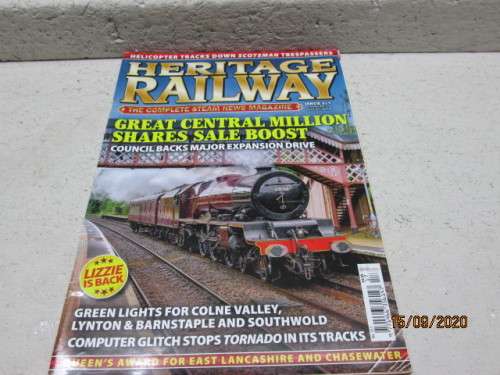 HELICOPTER TRACKS DOWN SCOTSMAN TRESPASSERS
HERITAGE
RAILWAY
THE COMPLETE STEAM NEWS MAGAZINE
ISSUE
GREAT CENTRAL MILLION
SHARES SALE BOOST
COUNCIL BACKS MAJOR EXPANSION DRIVE
LIZZIE
IS BACK
GREEN LIGHTS FOR COLNE VALLEY,
LYNTON & BARNSTAPLE AND SOUTHWOLD
COMPUTER GLITCH STOPS TORNADO IN ITS TRACKS
QUEEN'S AWARD FOR EAST LANCASHIRE AND CHASEWATER
15/09/2020